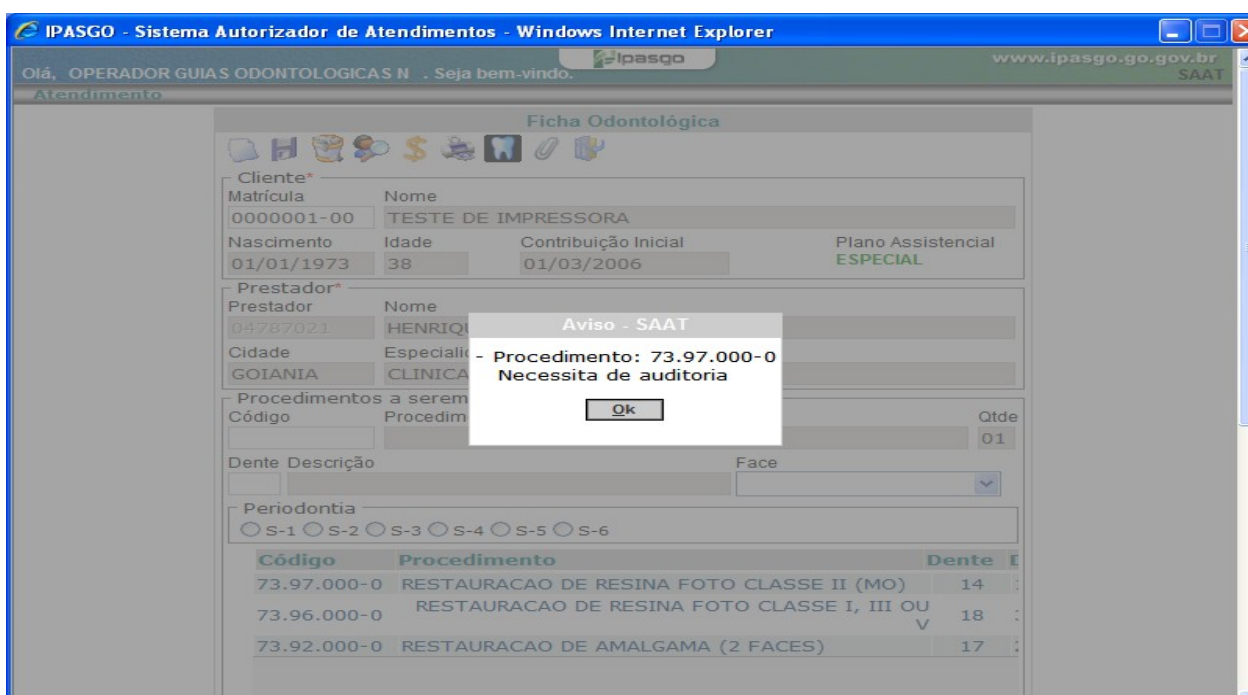 IPASGO - Sistema Autorizador de Atendimentos - Windows Internet Explorer
Ipasgo
www.ipasgo.go.gov.br
Olá, OPERADOR GUIAS ODONTOLOGICAS N . Seja bem-vindo.
SAAT
Atendimento
Ficha Odontológica
Cliente*
Matrícula Nome
0000001-00 TESTE DE IMPRESSORA
Nascimento Idade Contribuição Inicial Plano Assistencial
01/01/1973 38 01/03/2006 ESPECIAL
Prestador*
Prestador Nome
04787021 HENRIQU
Aviso - SAAT
- Procedimento: 73.97.000-0
Necessita de auditoria
Ok
Cidade Especiali
GOIANIA CLINICA
Procedimentos a serem
Código Procedim Qtde
01
Dente Descrição Face
Periodontia
S-1 S-2 S-3 S-4 S-5 S-6
Código Procedimento Dente
73.97.000-0 RESTAURACAO DE RESINA FOTO CLASSE II (MO) 14
73.96.000-0 RESTAURACAO DE RESINA FOTO CLASSE I, III OU V 18
73.92.000-0 RESTAURACAO DE AMALGAMA (2 FACES) 17